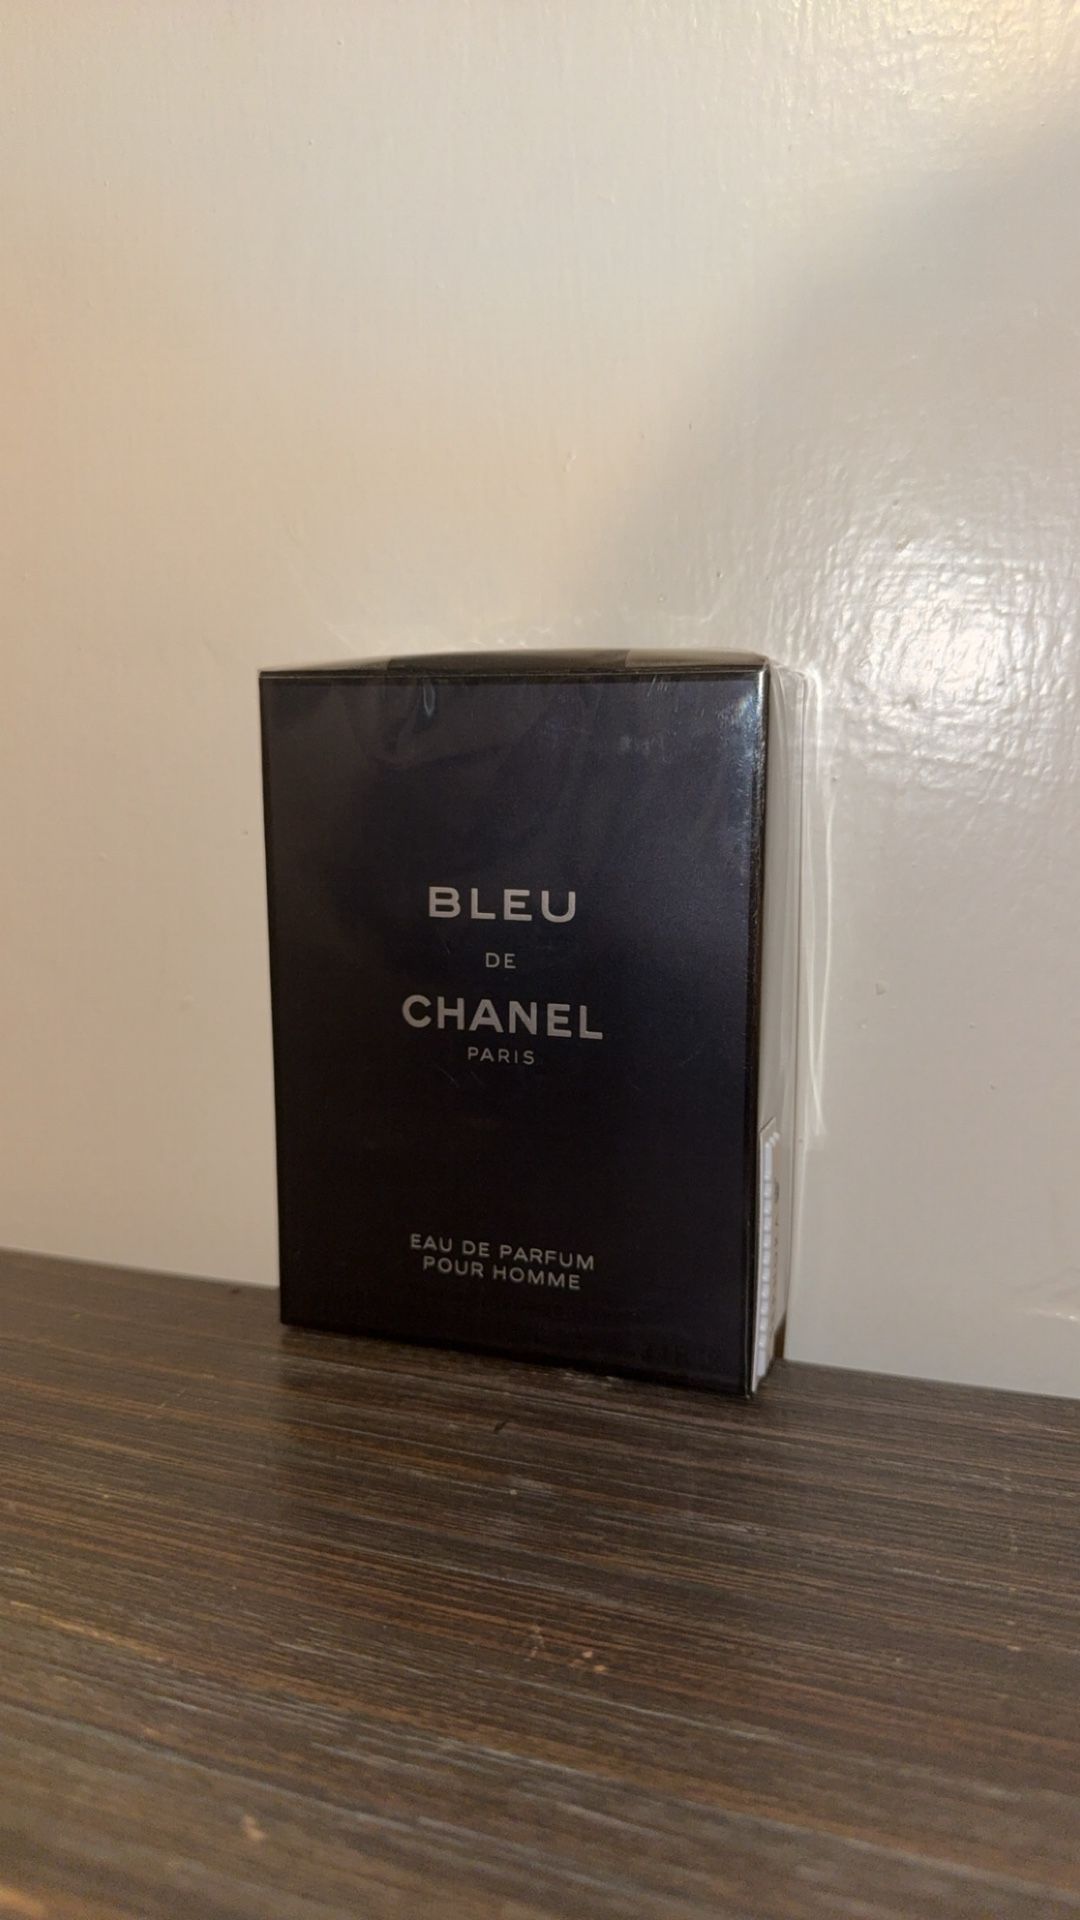 BLEU
DE
CHANEL
PARIS
EAU DE PARFUM
POUR HOMME